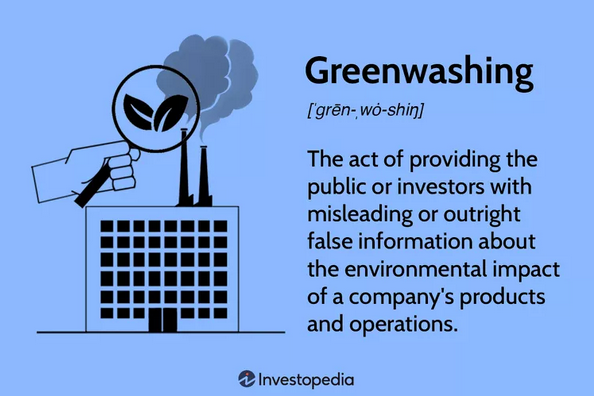 Greenwashing
[ˈgrēn-ˌwȯ-shiŋ]
The act of providing the
public or investors with
misleading or outright
false information about
the environmental impact
of a company's products
and operations.
Investopedia